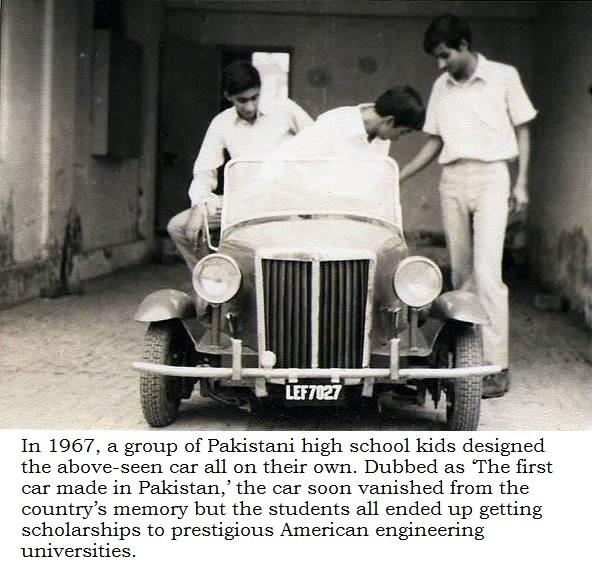 LEF7027
In 1967, a group of Pakistani high school kids designed
the above-seen car all on their own. Dubbed as ‘The first
car made in Pakistan,’ the car soon vanished from the
country’s memory but the students all ended up getting
scholarships to prestigious American engineering
universities.